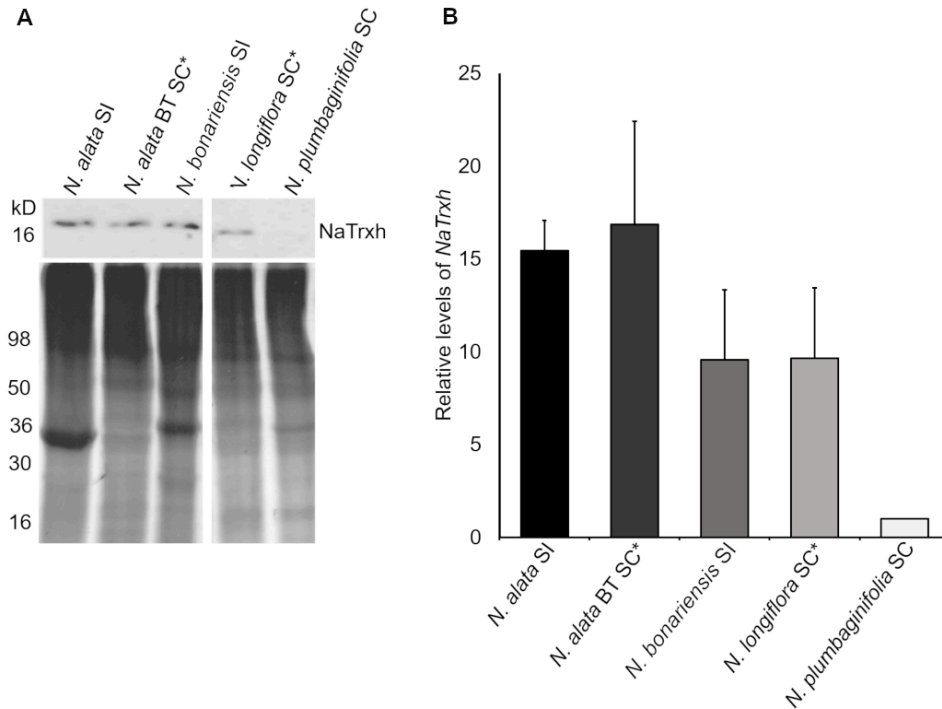 A
N. alata SI
N. alata BT SC*
N. bonariensis SI
N. longiflora SC*
N. plumbaginifolia SC
kD
16
NaTrxh
98
50
36
30
16
B
Relative levels of NaTrxh
25
20
15
10
5
0
N. alata SI
N. alata BT SC*
N. bonariensis SI
N. longiflora SC*
N. plumbaginifolia SC